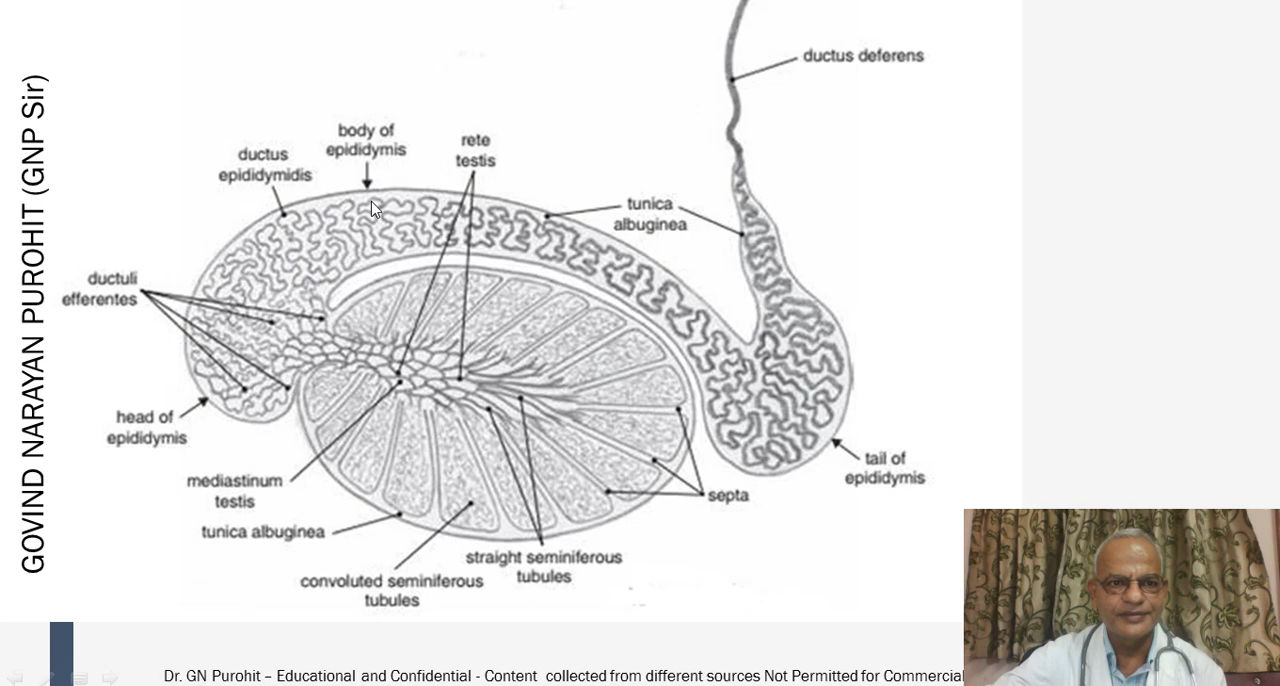 GOVIND NARAYAN PUROHIT (GNP Sir)
ductus deferens
body of
epididymis
rete
testis
ductus
epididymidis
tunica
albuginea
ductuli
efferentes
head of
epididymis
tail of
epididymis
mediastinum
testis
septa
tunica albuginea
straight seminiferous
tubules
convoluted seminiferous
tubules
Dr. GN Purohit – Educational and Confidential - Content collected from different sources Not Permitted for Commercial